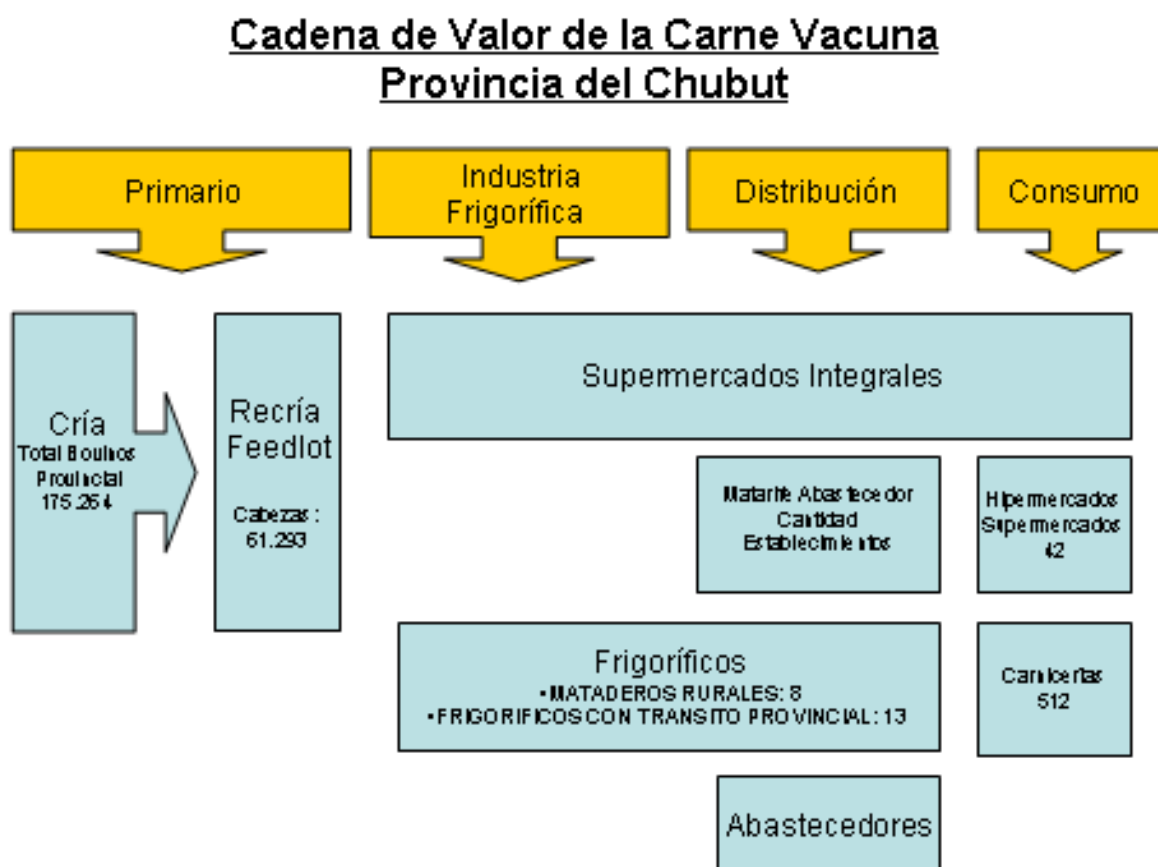 Cadena de Valor de la Carne Vacuna
Provincia del Chubut
Primario
Industria
Frigorífica
Distribución
Consumo
Cría
Total Bovinos
Provincial
175.264
Recría
Feedlot
Cabezas :
61.293
Supermercados Integrales
Matarife Abastecedor
Cantidad
Establecimientos
Hipermercados
Supermercados
42
Frigoríficos
•MATADEROS RURALES: 8
•FRIGORIFICOS CON TRANSITO PROVINCIAL: 13
Carnicerías
512
Abastecedores